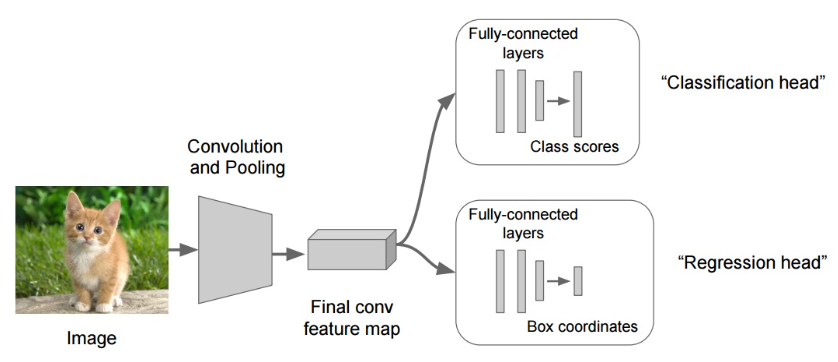 Image
Convolution
and Pooling
Final conv
feature map
Fully-connected
layers
Class scores
“Classification head”
Fully-connected
layers
Box coordinates
“Regression head”